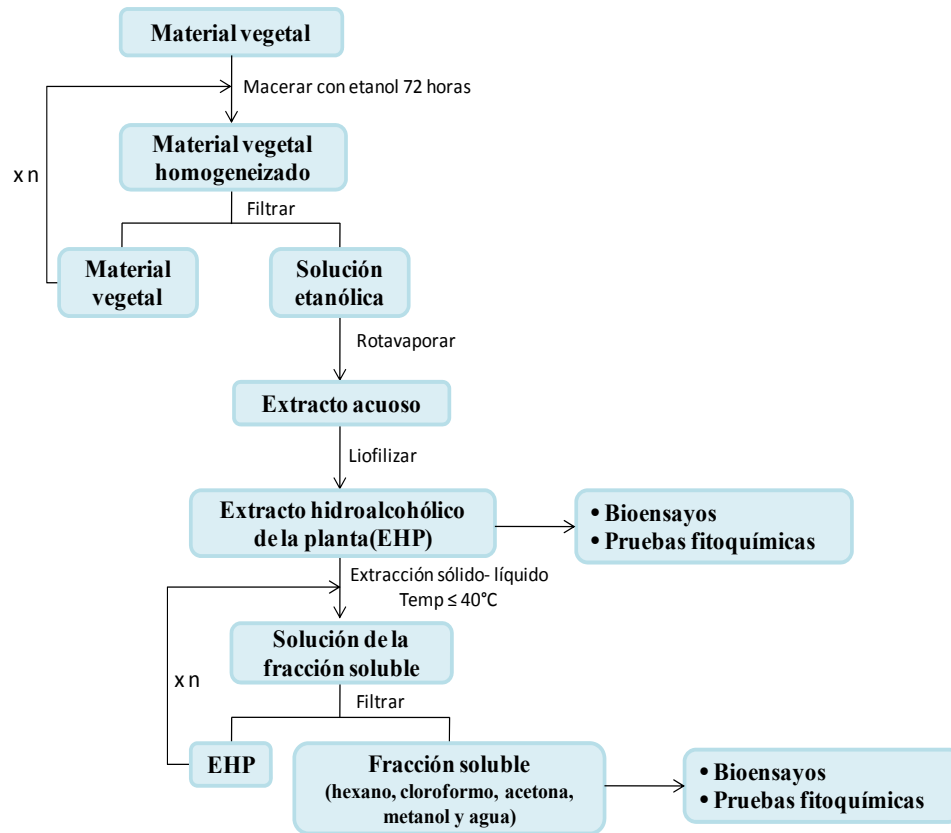 Material vegetal
Macerar con etanol 72 horas
Material vegetal
homogeneizado
x n
Filtrar
Material
vegetal
Solución
etanólica
Rotavaporar
Extracto acuoso
Liofilizar
Extracto hidroalcohólico
de la planta(EHP)
• Bioensayos
• Pruebas fitoquímicas
Extracción sólido- líquido
Temp ≤ 40°C
Solución de la
fracción soluble
x n
Filtrar
EHP
Fracción soluble
(hexano, cloroformo, acetona,
metanol y agua)
• Bioensayos
• Pruebas fitoquímicas